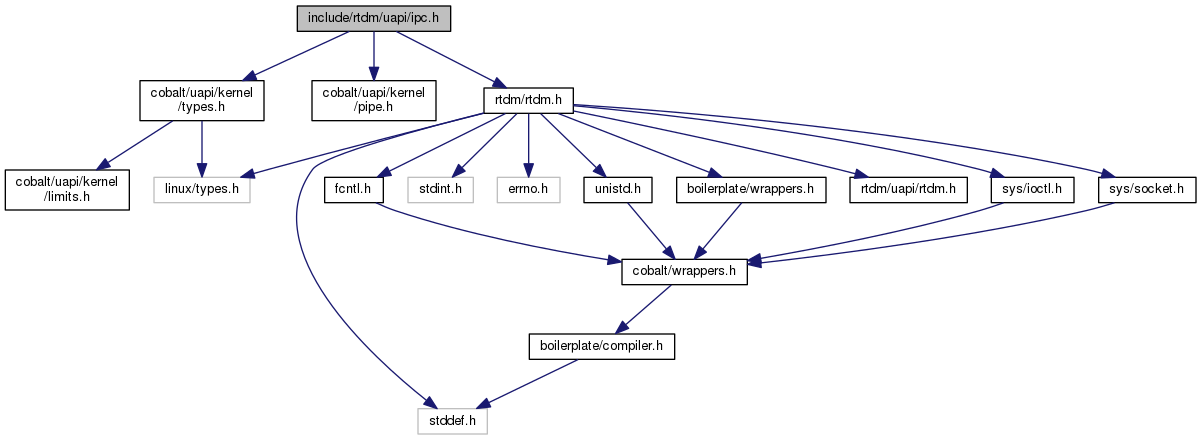 include/rtdm/uapi/ipc.h
cobalt/uapi/kernel
/types.h
cobalt/uapi/kernel
/pipe.h
rtdm/rtdm.h
cobalt/uapi/kernel
/limits.h
linux/types.h
fcntl.h
stdint.h
errno.h
unistd.h
boilerplate/wrappers.h
rtdm/uapi/rtdm.h
sys/ioctl.h
sys/socket.h
cobalt/wrappers.h
boilerplate/compiler.h
stddef.h